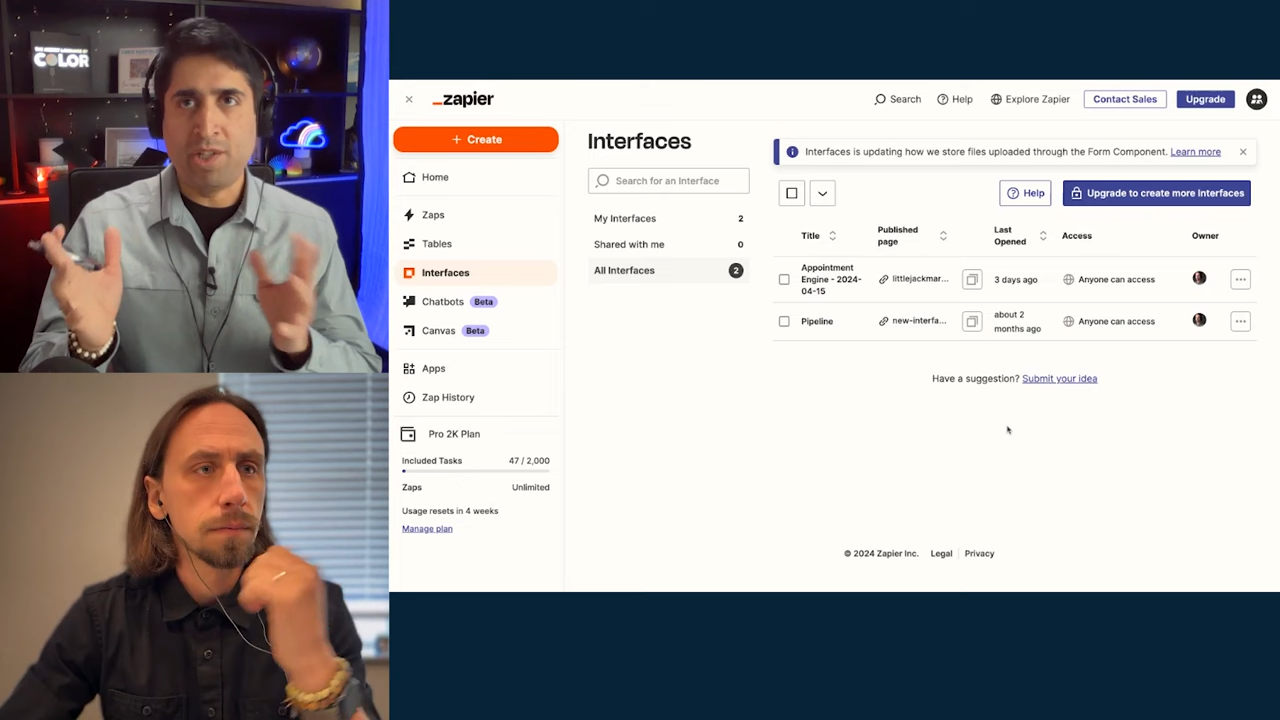 COLOR
_zapier
Search
Help
Explore Zapier
Contact Sales
Upgrade
+ Create
Home
Zaps
Tables
Interfaces
Chatbots Beta
Canvas Beta
Apps
Zap History
Pro 2K Plan
Included Tasks 47 / 2,000
Zaps Unlimited
Usage resets in 4 weeks
Manage plan
Interfaces
Search for an Interface
My Interfaces 2
Shared with me 0
All Interfaces 2
Interfaces is updating how we store files uploaded through the Form Component. Learn more
Help
Upgrade to create more Interfaces
Title
Published
page
Last
Opened
Access
Owner
Appointment
Engine - 2024-
04-15
littlejackmar...
3 days ago
Anyone can access
Pipeline
new-interfa...
about 2
months ago
Anyone can access
Have a suggestion? Submit your idea
© 2024 Zapier Inc. Legal Privacy